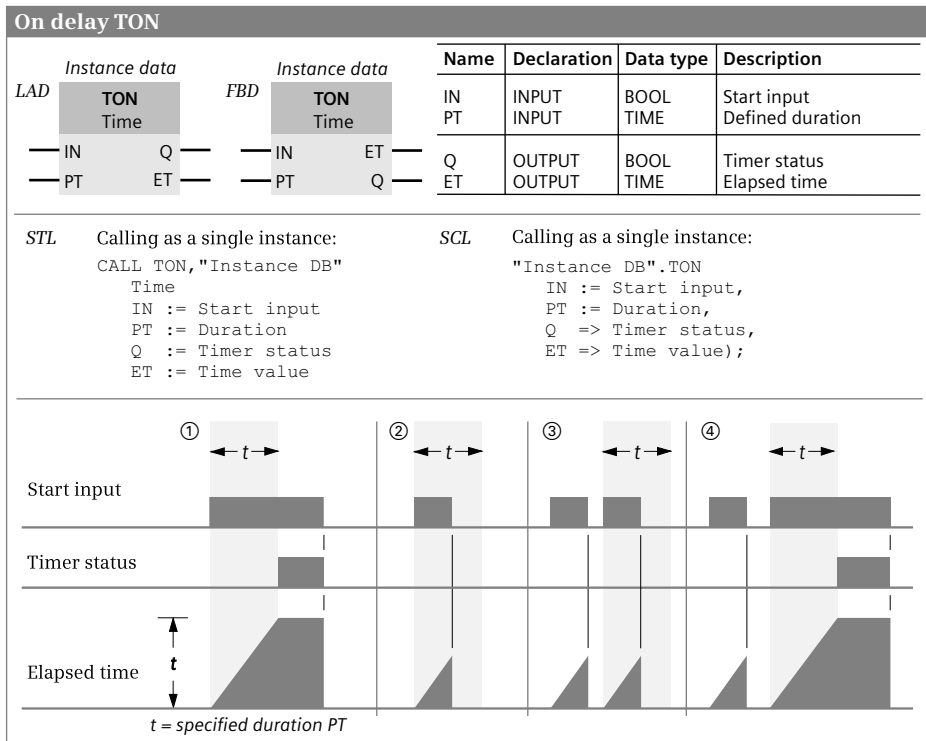 On delay TON
Instance data
LAD
TON
Time
IN Q
PT ET
Instance data
FBD
TON
Time
IN ET
PT Q
Name Declaration Data type Description
IN INPUT BOOL Start input
PT INPUT TIME Defined duration
Q OUTPUT BOOL Timer status
ET OUTPUT TIME Elapsed time
STL Calling as a single instance:
CALL TON,"Instance DB"
Time
IN := Start input
PT := Duration
Q := Timer status
ET := Time value
SCL Calling as a single instance:
"Instance DB".TON
IN := Start input,
PT := Duration,
Q => Timer status,
ET => Time value);
① ② ③ ④
t t t t
Start input
Timer status
t
Elapsed time
t = specified duration PT